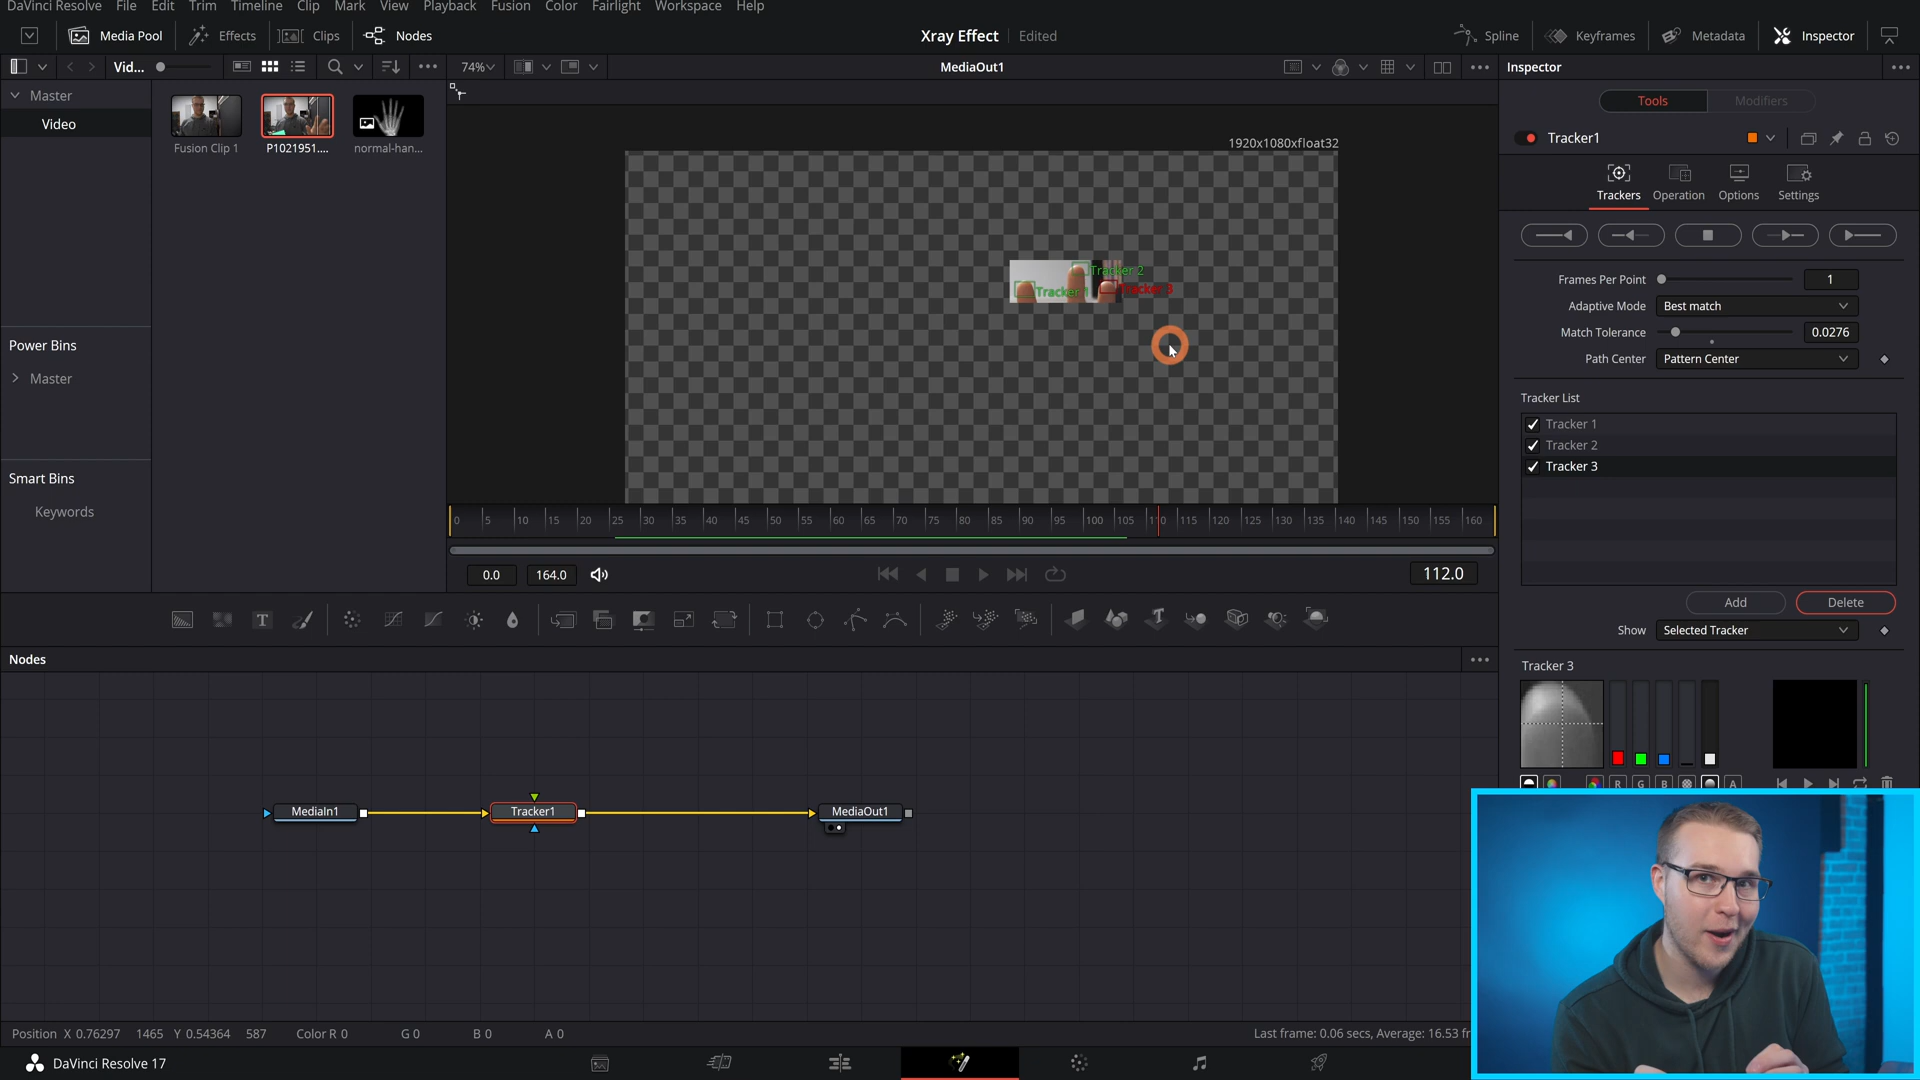 DaVinci Resolve File Edit Trim Timeline Clip Mark View Playback Fusion Color Fairlight Workspace Help
Media Pool Effects Clips Nodes Xray Effect Edited Spline Keyframes Metadata Inspector
Vid... 74% MediaOut1 Inspector
Master
Video
Fusion Clip 1 P1021951.... normal-han...
Power Bins
Master
Smart Bins
Keywords
1920x1080xfloat32
Tracker 2
Tracker 1
Tracker 3
0 5 10 15 20 25 30 35 40 45 50 55 60 65 70 75 80 85 90 95 100 105 110 115 120 125 130 135 140 145 150 155 160
0.0 164.0 112.0
Tools Modifiers
Tracker1
Trackers Operation Options Settings
Frames Per Point 1
Adaptive Mode Best match
Match Tolerance 0.0276
Path Center Pattern Center
Tracker List
Tracker 1
Tracker 2
Tracker 3
Add Delete
Show Selected Tracker
Tracker 3
R G B A
Nodes
MediaIn1 Tracker1 MediaOut1
Position X 0.76297 1465 Y 0.54364 587 Color R 0 G 0 B 0 A 0 Last frame: 0.06 secs, Average: 16.53 fr
DaVinci Resolve 17